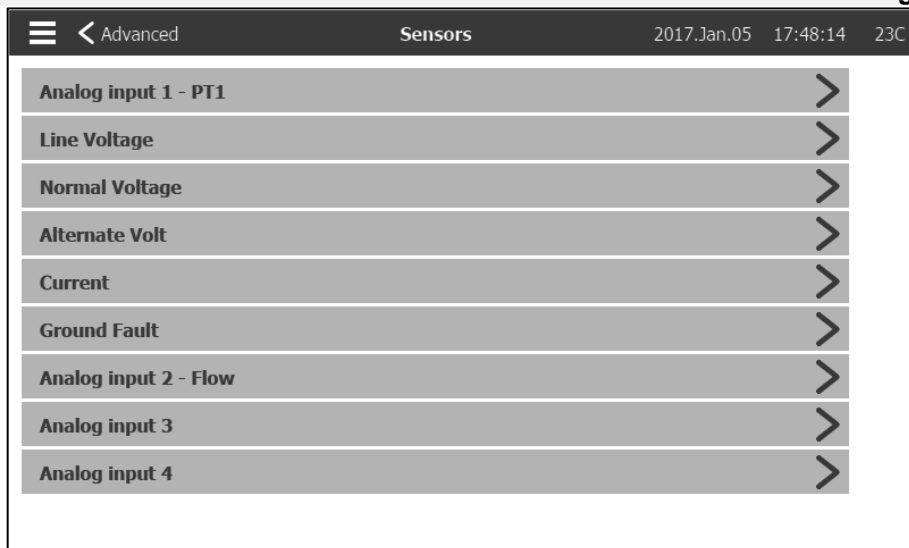 Advanced Sensors 2017.Jan.05 17:48:14 23C
Analog input 1 - PT1
Line Voltage
Normal Voltage
Alternate Volt
Current
Ground Fault
Analog input 2 - Flow
Analog input 3
Analog input 4